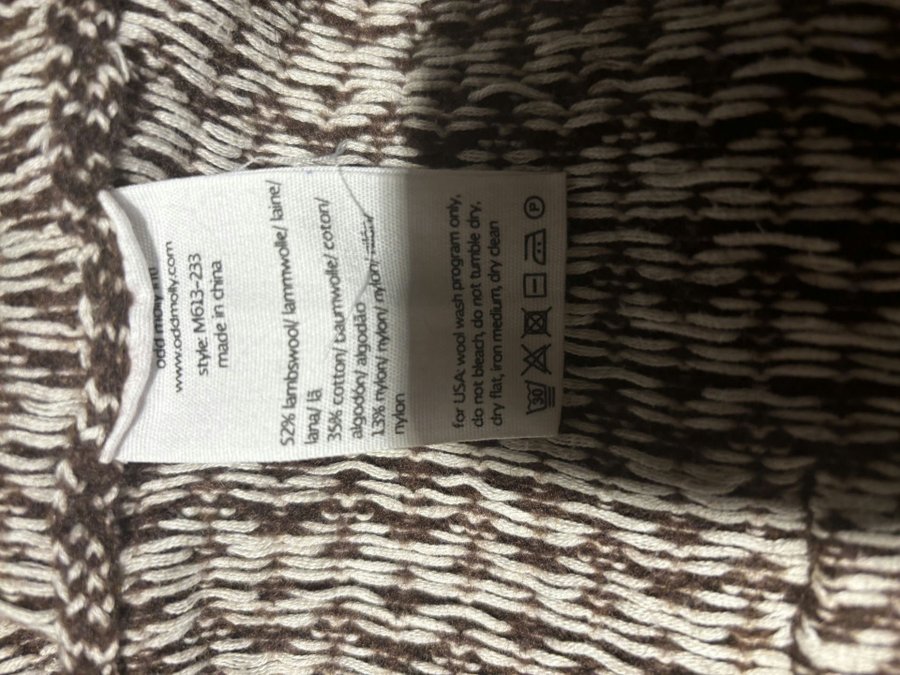 odd molly int
www.oddmolly.com
style: M613-233
made in china
52% lambswool/ lammwolle/ laine/
lana/ lã
35% cotton/ baumwolle/ coton/
algodon/ algodão
13% nylon/ nylon/ nylon/
nylon
for USA: wool wash program only,
do not bleach, do not tumble dry,
dry flat, iron medium, dry clean
30
P